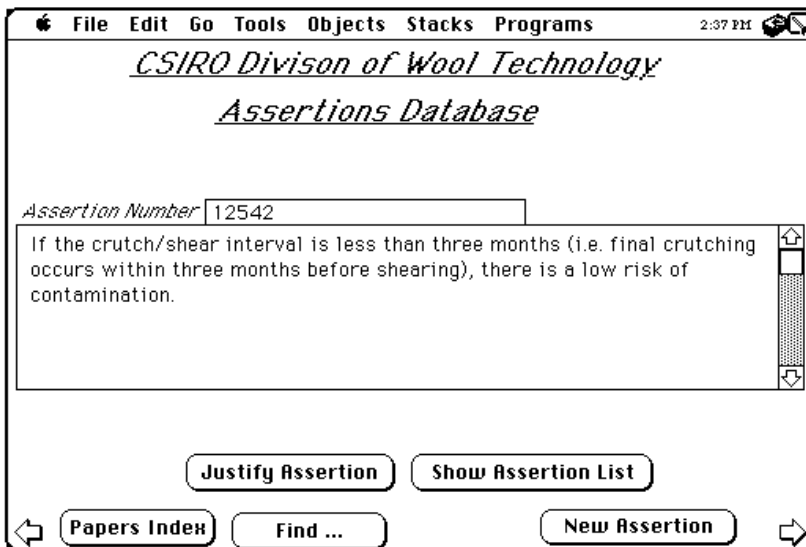 File Edit Go Tools Objects Stacks Programs 2:37 PM
CSIRO Divison of Wool Technology
Assertions Database
Assertion Number 12542
If the crutch/shear interval is less than three months (i.e. final crutching
occurs within three months before shearing), there is a low risk of
contamination.
Justify Assertion Show Assertion List
Papers Index Find ... New Assertion